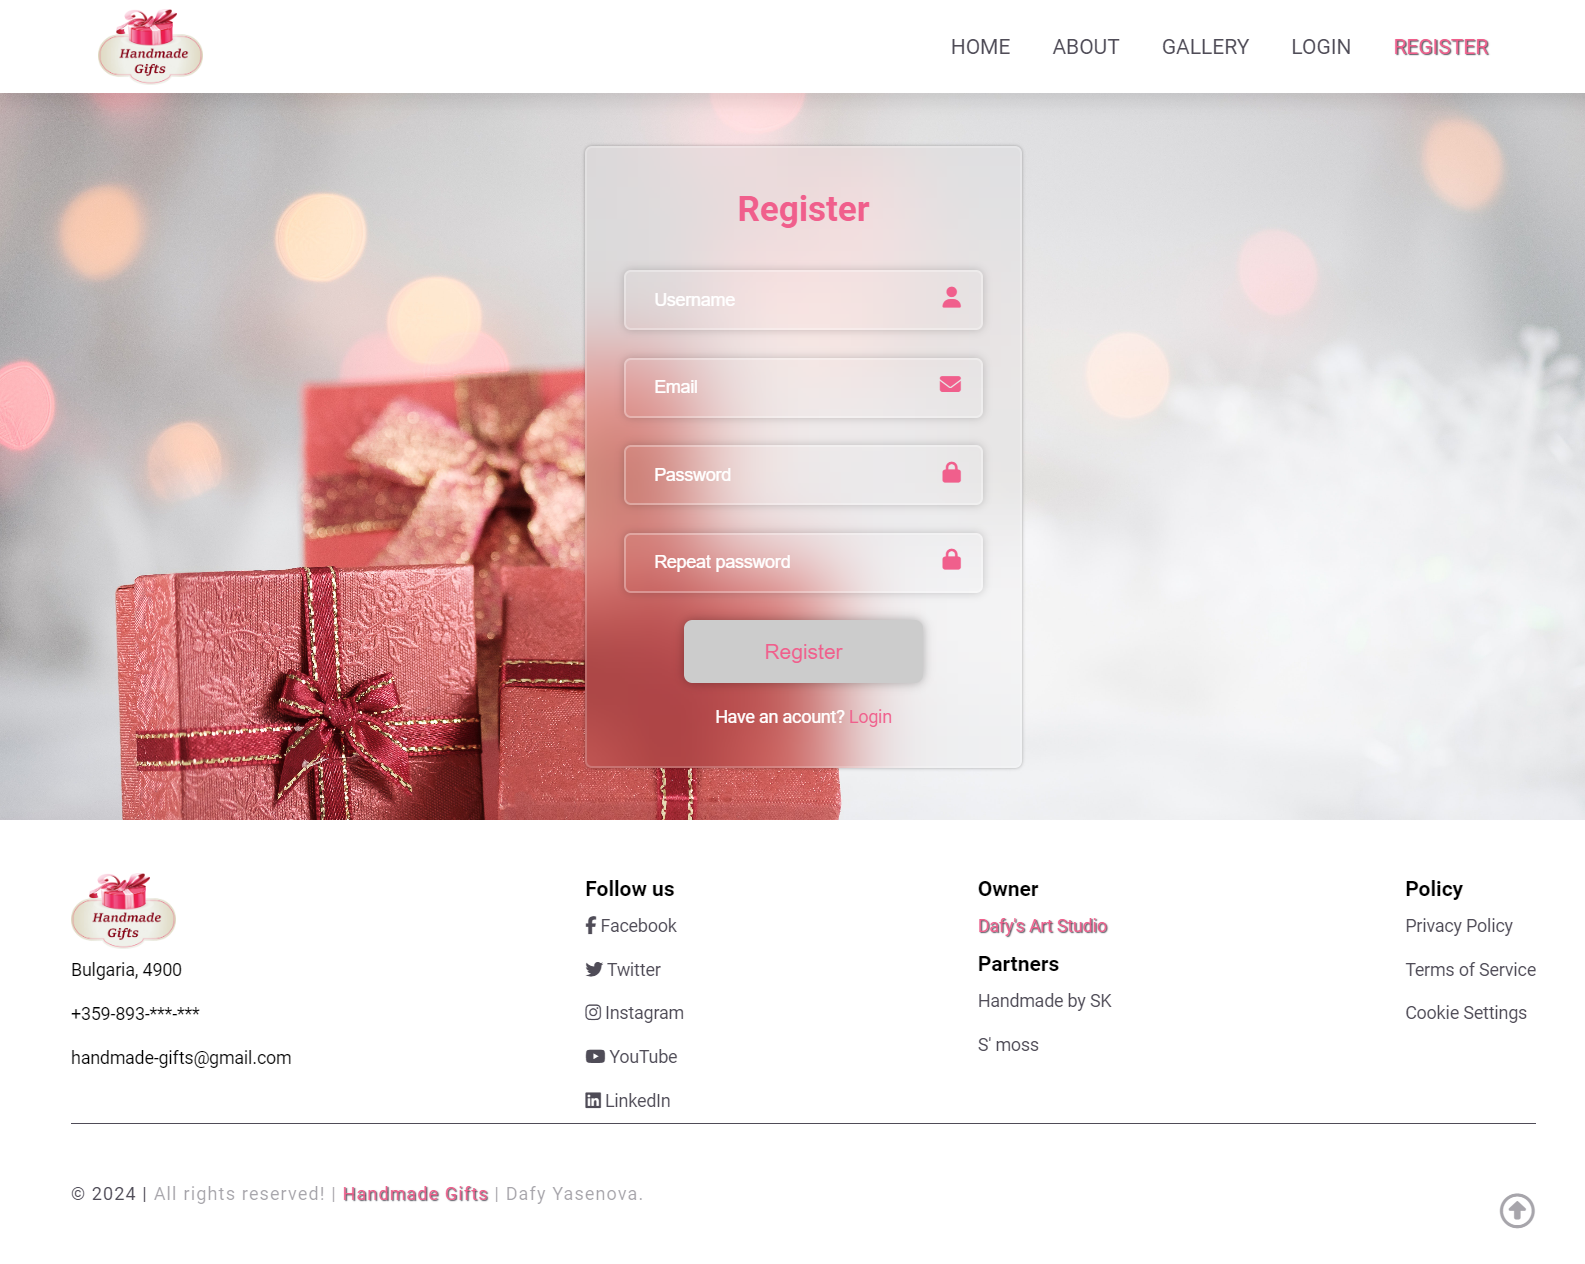 Handmade
Gifts
HOME ABOUT GALLERY LOGIN REGISTER
Register
Username
Email
Password
Repeat password
Register
Have an acount? Login
Handmade
Gifts
Bulgaria, 4900
+359-893-***-***
handmade-gifts@gmail.com
Follow us
Facebook
Twitter
Instagram
YouTube
LinkedIn
Owner
Dafy's Art Studio
Partners
Handmade by SK
S' moss
Policy
Privacy Policy
Terms of Service
Cookie Settings
© 2024 | All rights reserved! | Handmade Gifts | Dafy Yasenova.